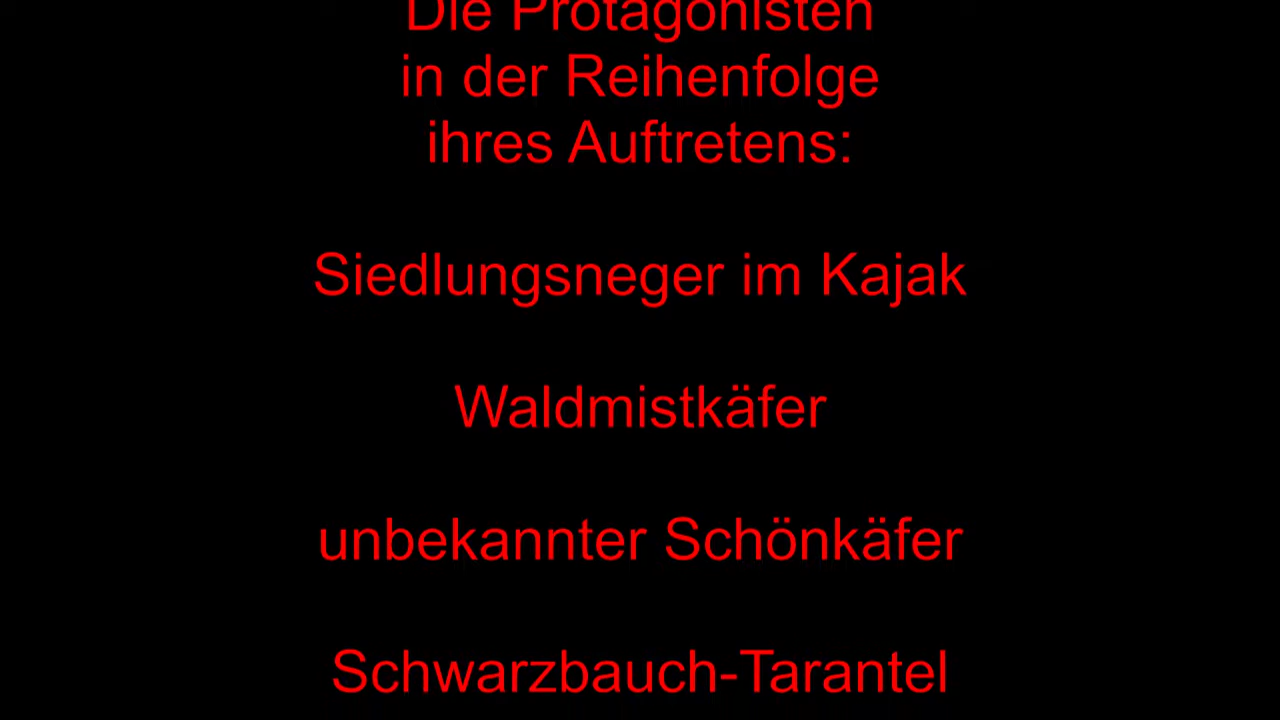 Die Protagonisten
in der Reihenfolge
ihres Auftretens:
Siedlungsneger im Kajak
Waldmistkäfer
unbekannter Schönkäfer
Schwarzbauch-Tarantel